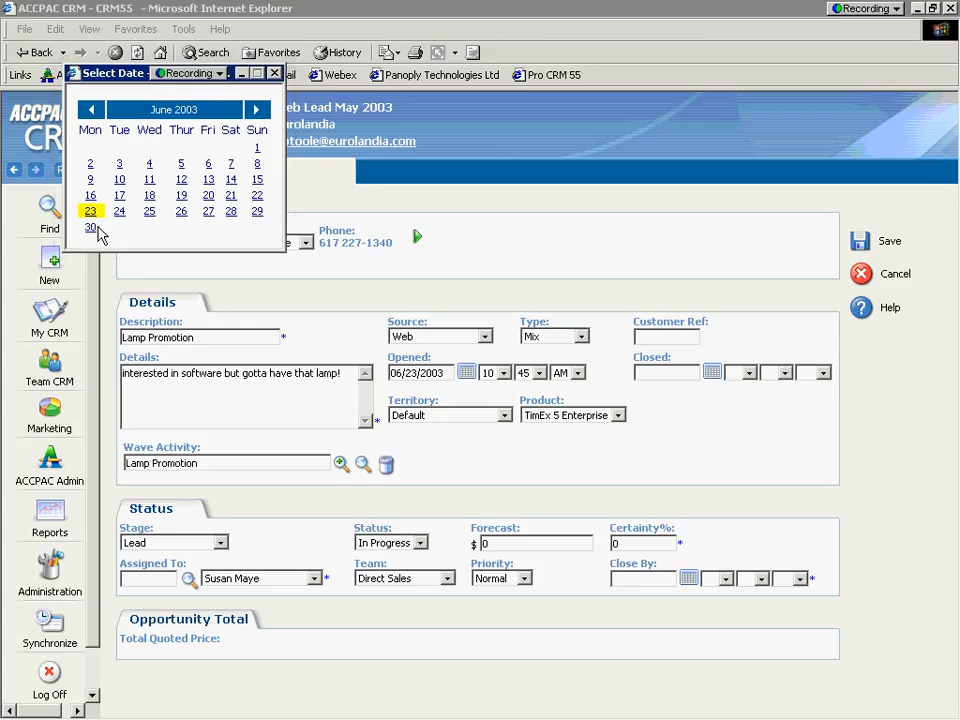 ACCPAC CRM - CRM55 - Microsoft Internet Explorer
Recording
File Edit View Favorites Tools Help
Back Search Favorites History
Links ail Webex Panoply Technologies Ltd Pro CRM 55
Select Date - Recording
June 2003
Mon Tue Wed Thur Fri Sat Sun
1
2 3 4 5 6 7 8
9 10 11 12 13 14 15
16 17 18 19 20 21 22
23 24 25 26 27 28 29
30
ACCPAC
CRM
eb Lead May 2003
urolandia
otoole@eurolandia.com
R
Find
New
My CRM
Team CRM
Marketing
ACCPAC Admin
Reports
Administration
Synchronize
Log Off
e
Phone:
617 227-1340
Save
Cancel
Help
Details
Description: Source: Type: Customer Ref:
Lamp Promotion * Web Mix
Details: Opened: Closed:
interested in software but gotta have that lamp! * 06/23/2003 10 45 AM
Territory: Product:
Default TimEx 5 Enterprise
Wave Activity:
Lamp Promotion
Status
Stage: Status: Forecast: Certainty%:
Lead In Progress $ 0 0 *
Assigned To: Team: Priority: Close By:
Susan Maye * Direct Sales Normal *
Opportunity Total
Total Quoted Price: